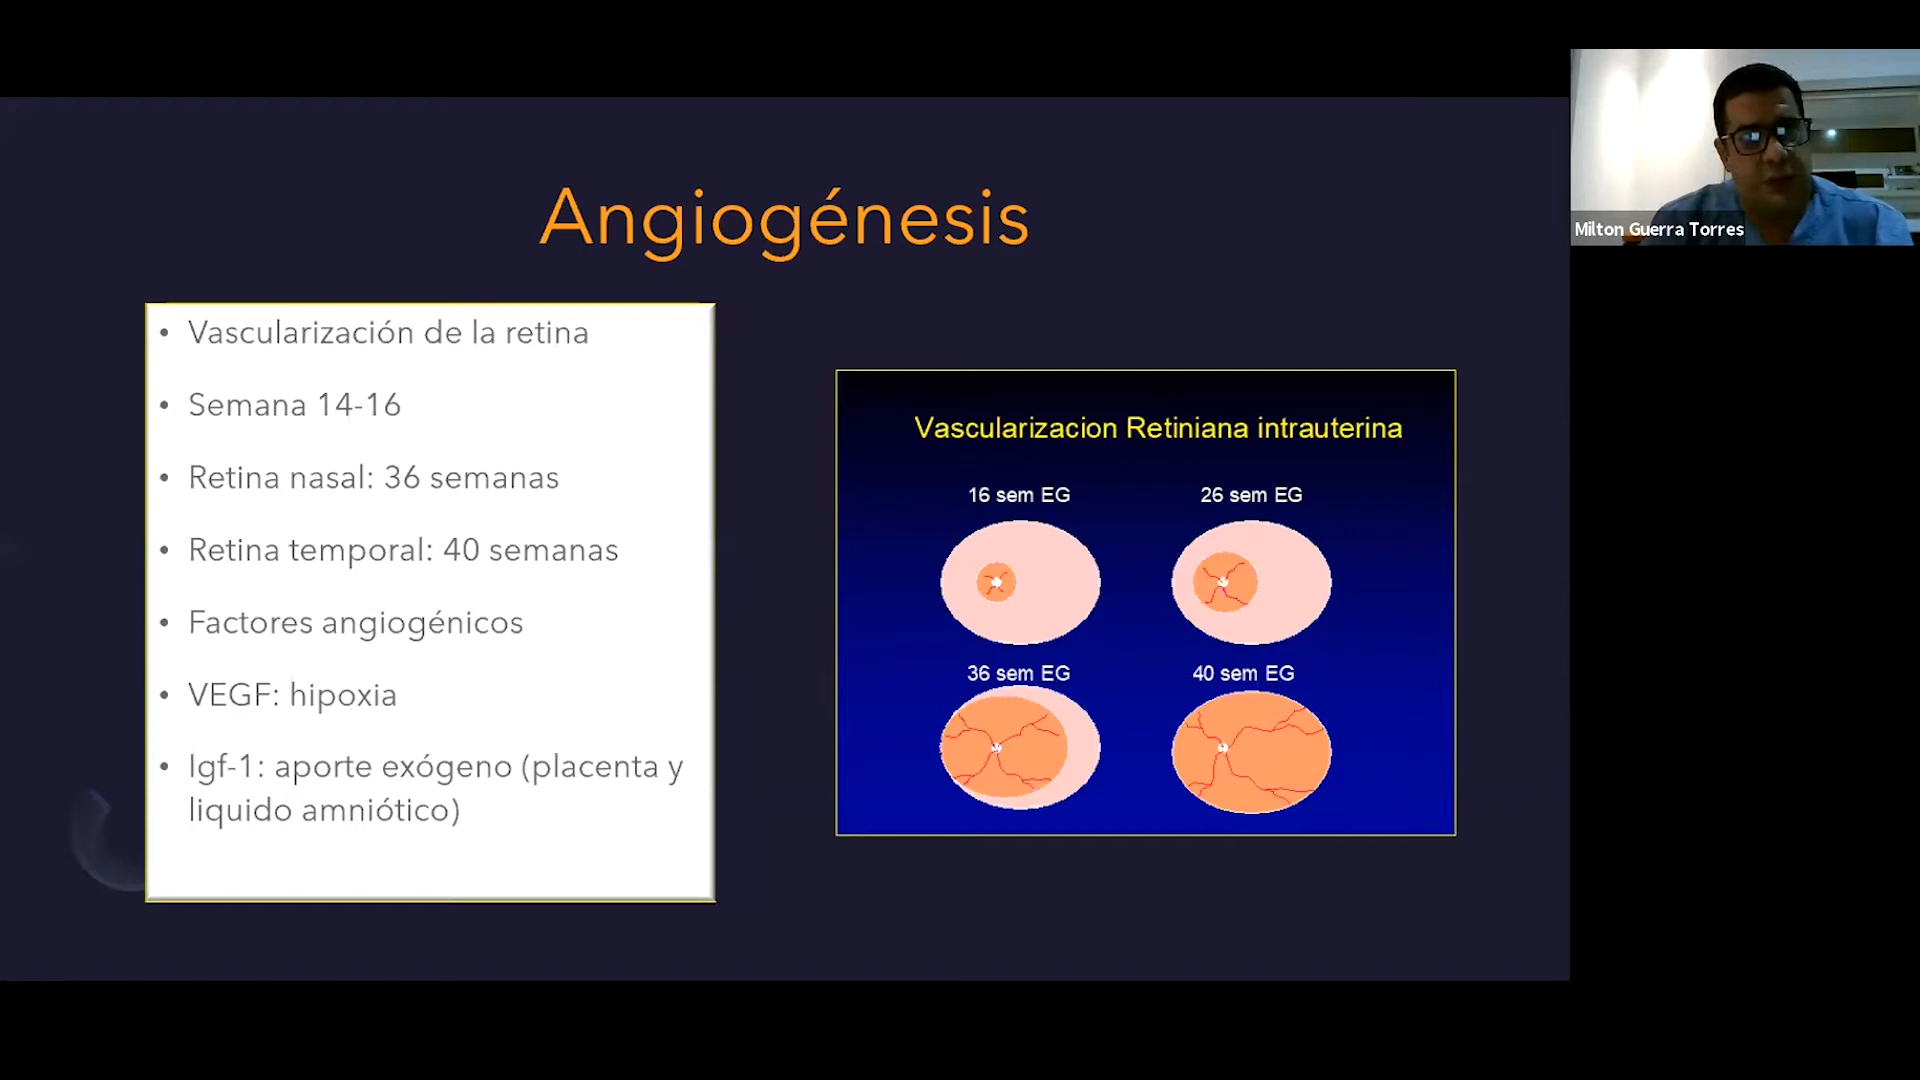 Angiogénesis
• Vascularización de la retina
• Semana 14-16
• Retina nasal: 36 semanas
• Retina temporal: 40 semanas
• Factores angiogénicos
• VEGF: hipoxia
• Igf-1: aporte exógeno (placenta y
liquido amniótico)
Vascularizacion Retiniana intrauterina
16 sem EG
26 sem EG
36 sem EG
40 sem EG
Milton Guerra Torres